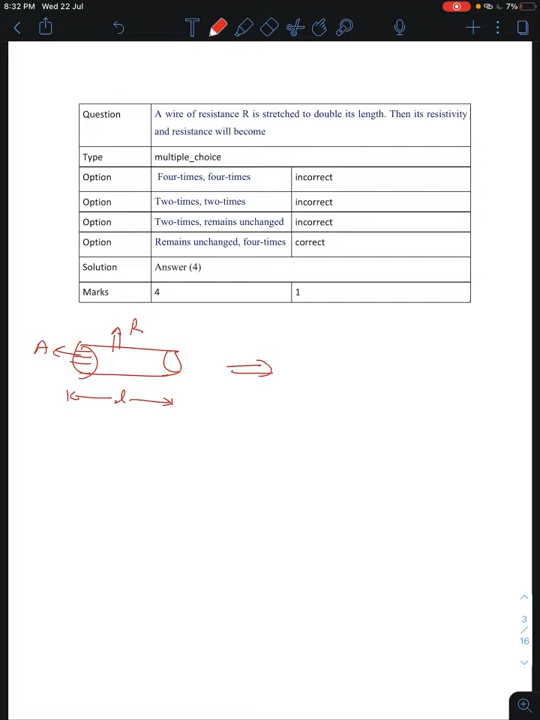 8:32 PM Wed 22 Jul
7%
T
Question
A wire of resistance R is stretched to double its length. Then its resistivity
and resistance will become
Type
multiple_choice
Option
Four-times, four-times
incorrect
Option
Two-times, two-times
incorrect
Option
Two-times, remains unchanged
incorrect
Option
Remains unchanged, four-times
correct
Solution
Answer (4)
Marks
4
1
R
A
l
3
/
16